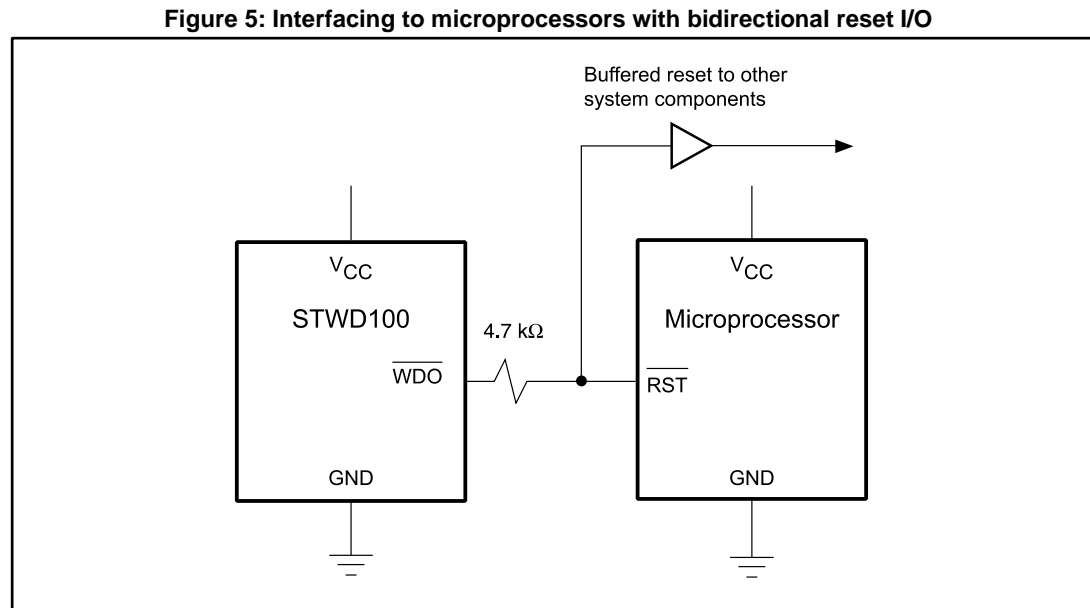 Figure 5: Interfacing to microprocessors with bidirectional reset I/O
Buffered reset to other
system components
VCC
STWD100
WDO
GND
4.7 kΩ
VCC
Microprocessor
RST
GND